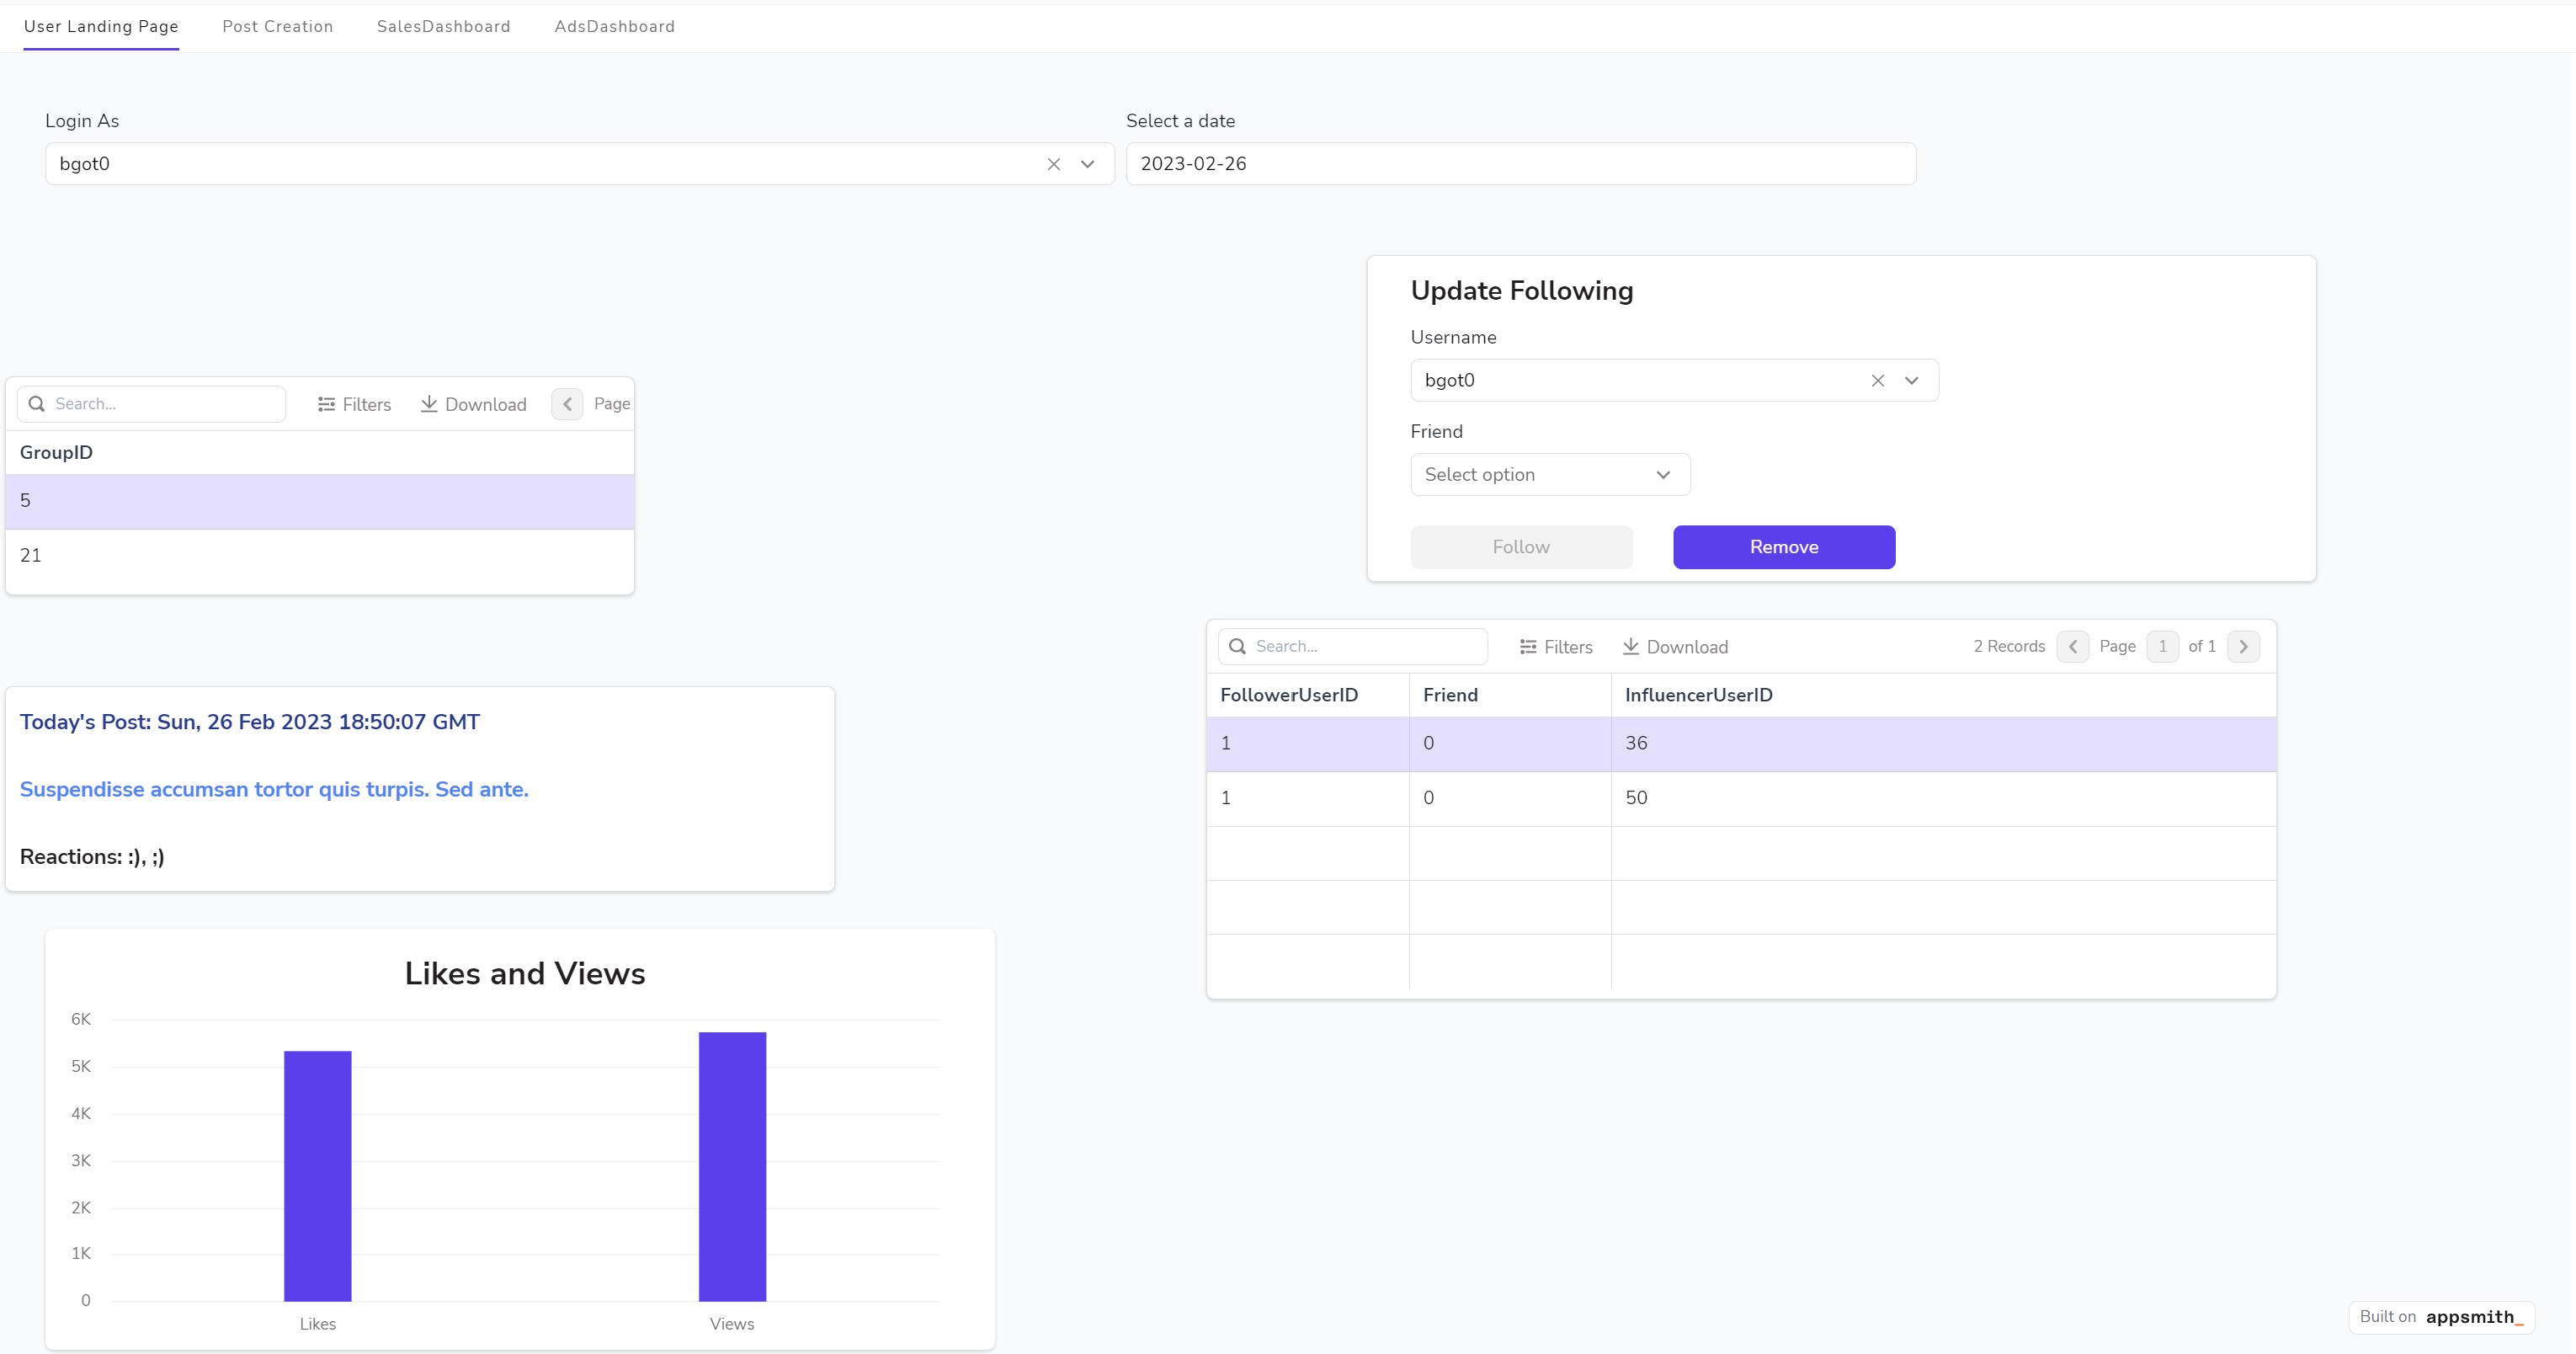 User Landing Page Post Creation SalesDashboard AdsDashboard
Login As
bgot0
Select a date
2023-02-26
Update Following
Username
bgot0
Friend
Select option
Follow Remove
Search... Filters Download Page
GroupID
5
21
Search... Filters Download 2 Records Page 1 of 1
FollowerUserID Friend InfluencerUserID
1 0 36
1 0 50
Today's Post: Sun, 26 Feb 2023 18:50:07 GMT
Suspendisse accumsan tortor quis turpis. Sed ante.
Reactions: :), ;)
Likes and Views
6K
5K
4K
3K
2K
1K
0
Likes Views
Built on appsmith_